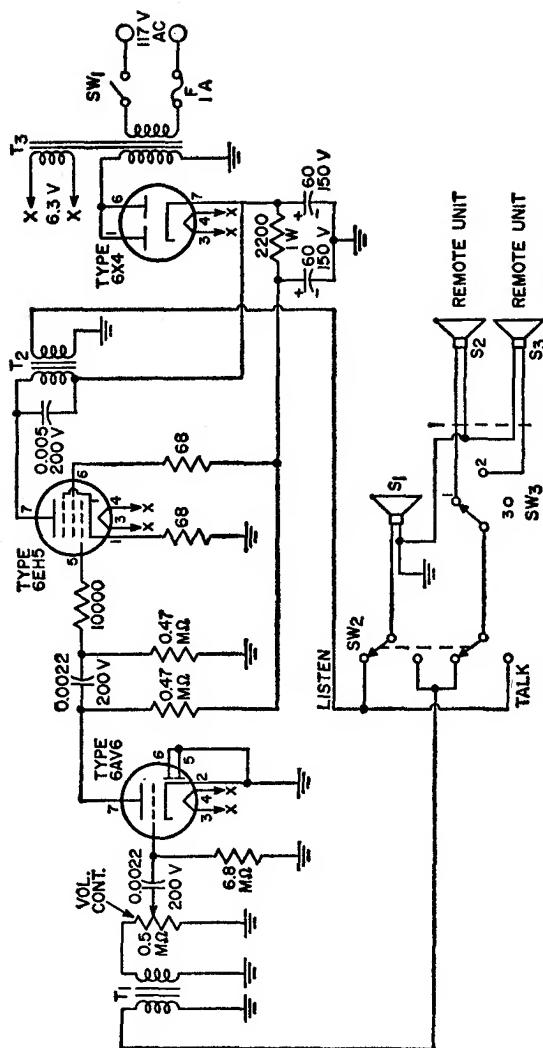 T1
0.5
MΩ
VOL.
CONT.
0.0022
200 V
6.8
MΩ
TYPE
6AV6
7
6
5
2
3
4
X
X
0.0022
200 V
0.47
MΩ
0.47
MΩ
10000
TYPE
6EH5
7
5
6
1
3
4
X
X
68
68
0.005
200 V
T2
TYPE
6X4
1
6
7
3
4
X
X
T3
X
6.3 V
X
SW1
F
1 A
117 V
AC
2200
1 W
+
60
150 V
-
+
60
150 V
-
LISTEN
TALK
SW2
S1
1
2
3
SW3
S2
REMOTE UNIT
S3
REMOTE UNIT